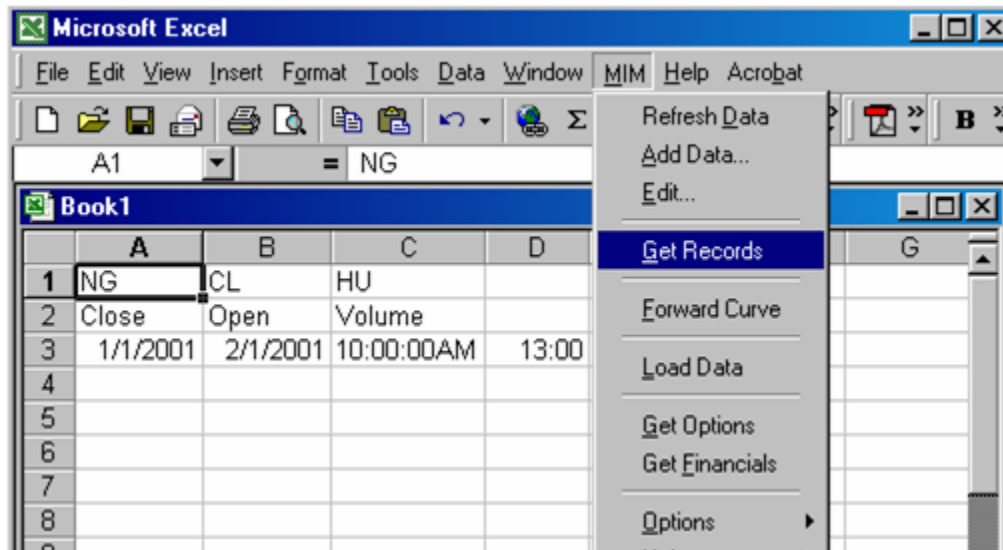 Microsoft Excel
File Edit View Insert Format Tools Data Window MIM Help Acrobat
Σ B
A1 = NG
Refresh Data
Add Data...
Edit...
Get Records
Forward Curve
Load Data
Get Options
Get Financials
Options
Book1
A B C D G
1 NG CL HU
2 Close Open Volume
3 1/1/2001 2/1/2001 10:00:00AM 13:00
4
5
6
7
8